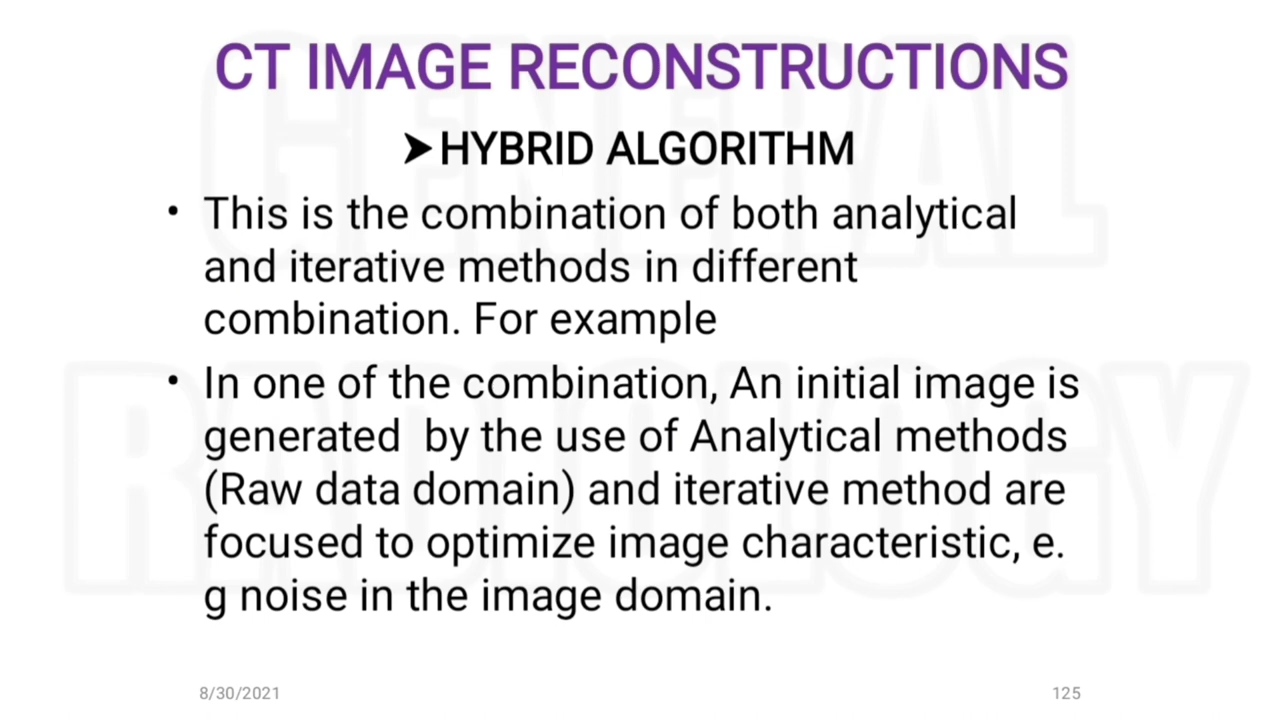 CT IMAGE RECONSTRUCTIONS
➤HYBRID ALGORITHM
• This is the combination of both analytical
and iterative methods in different
combination. For example
• In one of the combination, An initial image is
generated  by the use of Analytical methods
(Raw data domain) and iterative method are
focused to optimize image characteristic, e.
g noise in the image domain.
GENERAL
RADIOLOGY
8/30/2021
125